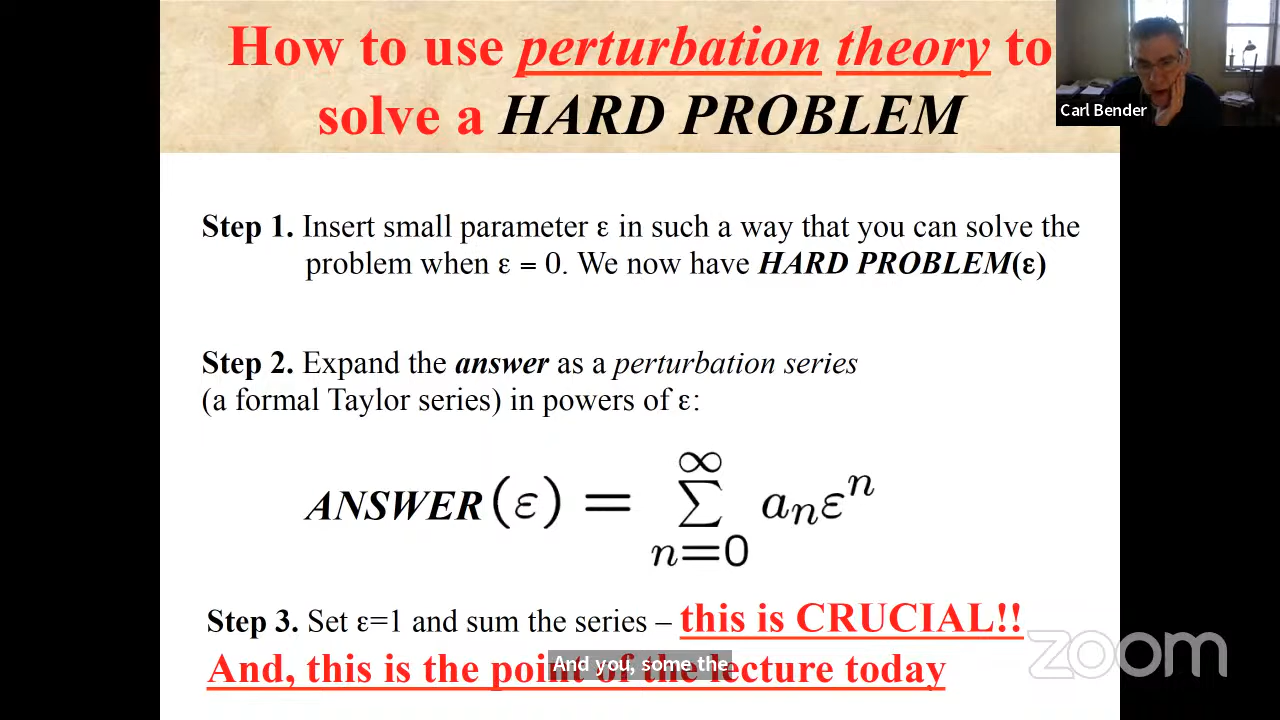 How to use perturbation theory to
solve a HARD PROBLEM
Carl Bender
Step 1. Insert small parameter ε in such a way that you can solve the
problem when ε = 0. We now have HARD PROBLEM(ε)
Step 2. Expand the answer as a perturbation series
(a formal Taylor series) in powers of ε:
ANSWER(ε) = ∑_{n=0}^{∞} a_n ε^n
Step 3. Set ε=1 and sum the series – this is CRUCIAL!!
And, this is the point of the lecture today
And you, some the
zoom